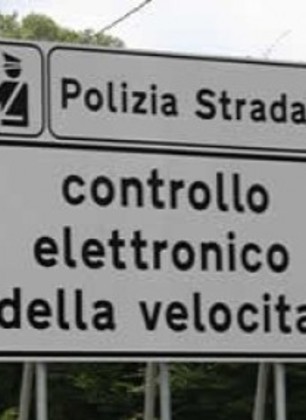 Polizia Strada
controllo
elettronico
della velocita